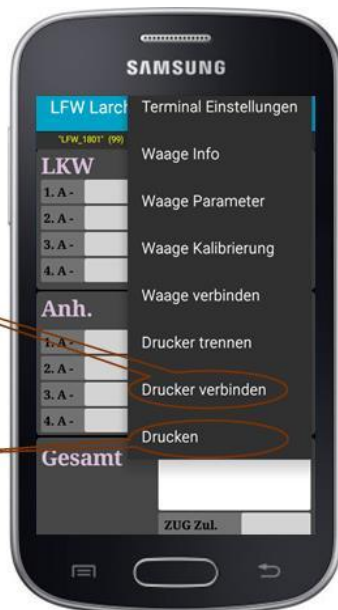 SAMSUNG
LFW Larch
"LFW_1801" (99)
LKW
1. A -
2. A -
3. A -
4. A -
Anh.
1. A -
2. A -
3. A -
4. A -
Gesamt
ZUG Zul.
Terminal Einstellungen
Waage Info
Waage Parameter
Waage Kalibrierung
Waage verbinden
Drucker trennen
Drucker verbinden
Drucken